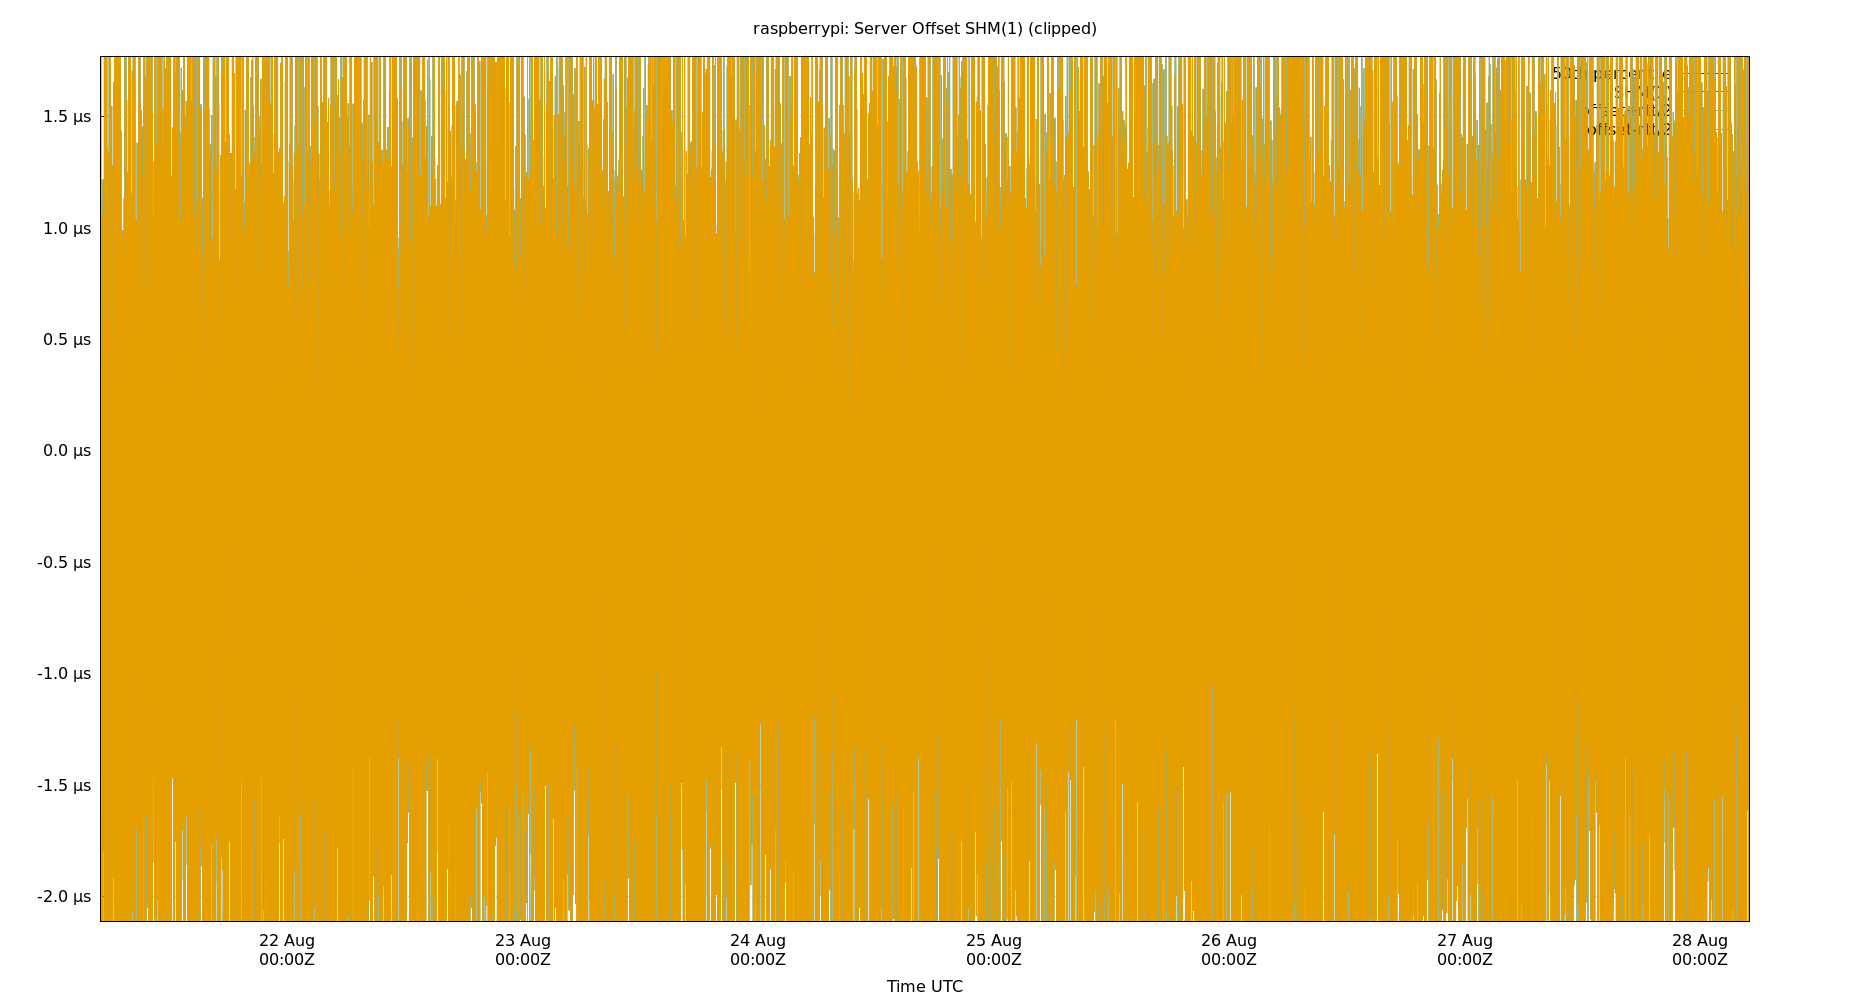 raspberrypi: Server Offset SHM(1) (clipped)
1.5 µs
1.0 µs
0.5 µs
0.0 µs
-0.5 µs
-1.0 µs
-1.5 µs
-2.0 µs
22 Aug 23 Aug 24 Aug 25 Aug 26 Aug 27 Aug 28 Aug
00:00Z 00:00Z 00:00Z 00:00Z 00:00Z 00:00Z 00:00Z
Time UTC